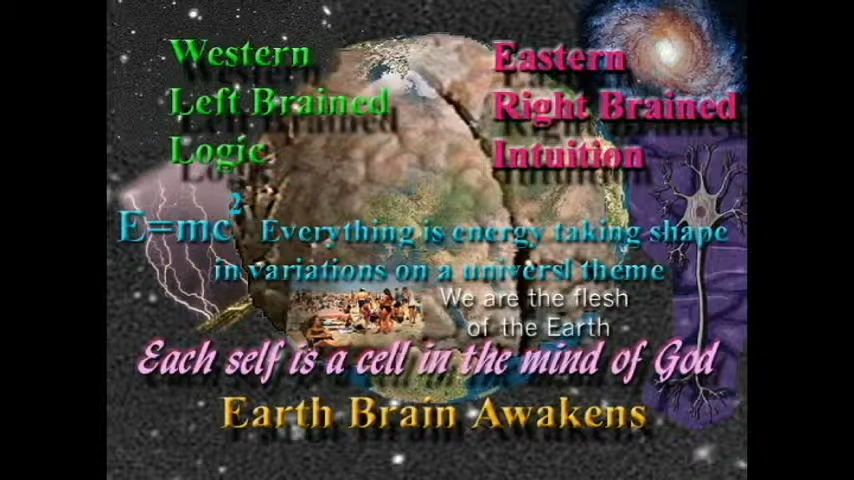 Western
Eastern
Left Brained
Right Brained
Logic
Intuition
E=mc² Everything is energy taking shape
in variations on a universl theme
We are the flesh
of the Earth
Each self is a cell in the mind of God
Earth Brain Awakens